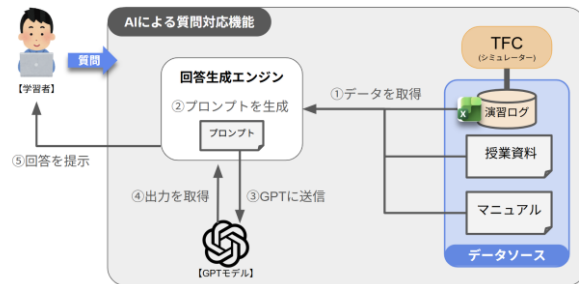 AIによる質問対応機能
質問
【学習者】
回答生成エンジン
②プロンプトを生成
プロンプト
①データを取得
TFC
(シミュレーター)
演習ログ
授業資料
マニュアル
データソース
⑤回答を提示
④出力を取得
③GPTに送信
【GPTモデル】